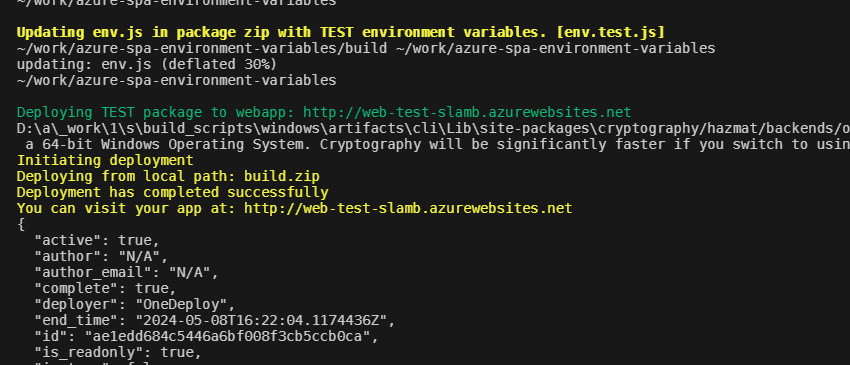 ~/work/azure-spa-environment-variables
Updating env.js in package zip with TEST environment variables. [env.test.js]
~/work/azure-spa-environment-variables/build ~/work/azure-spa-environment-variables
updating: env.js (deflated 30%)
~/work/azure-spa-environment-variables
Deploying TEST package to webapp: http://web-test-slamb.azurewebsites.net
D:\a\_work\1\s\build_scripts\windows\artifacts\cli\Lib\site-packages\cryptography/hazmat/backends/o
a 64-bit Windows Operating System. Cryptography will be significantly faster if you switch to usin
Initiating deployment
Deploying from local path: build.zip
Deployment has completed successfully
You can visit your app at: http://web-test-slamb.azurewebsites.net
{
"active": true,
"author": "N/A",
"author_email": "N/A",
"complete": true,
"deployer": "OneDeploy",
"end_time": "2024-05-08T16:22:04.1174436Z",
"id": "ae1edd684c5446a6bf008f3cb5ccb0ca",
"is_readonly": true,